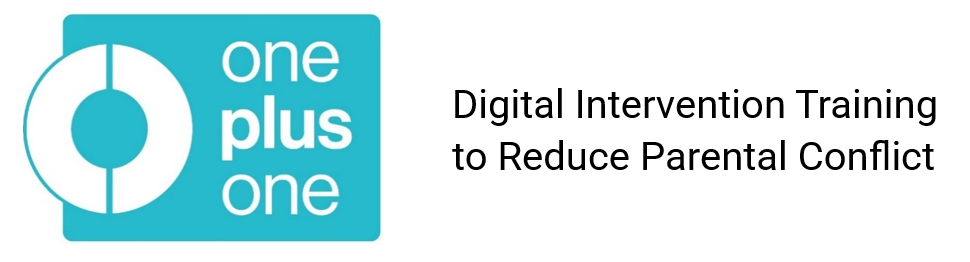 one
plus
one
Digital Intervention Training
to Reduce Parental Conflict